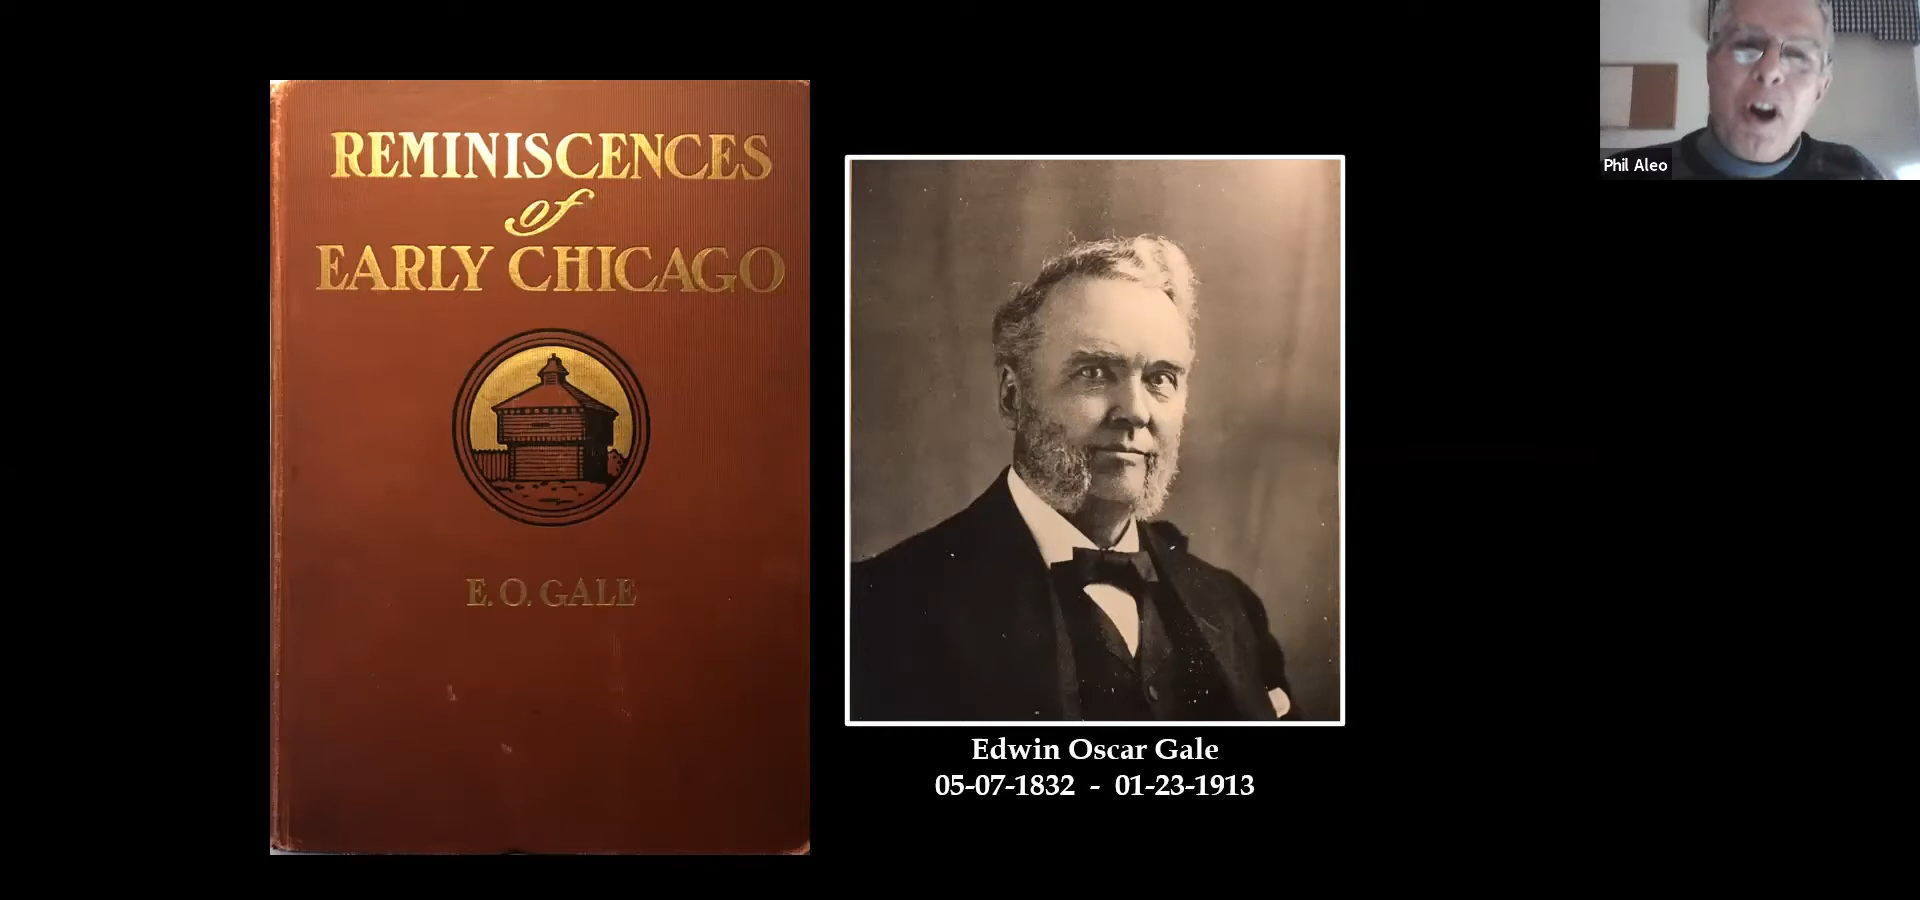 REMINISCENCES
of
EARLY CHICAGO
E. O. GALE
Edwin Oscar Gale
05-07-1832 - 01-23-1913
Phil Aleo